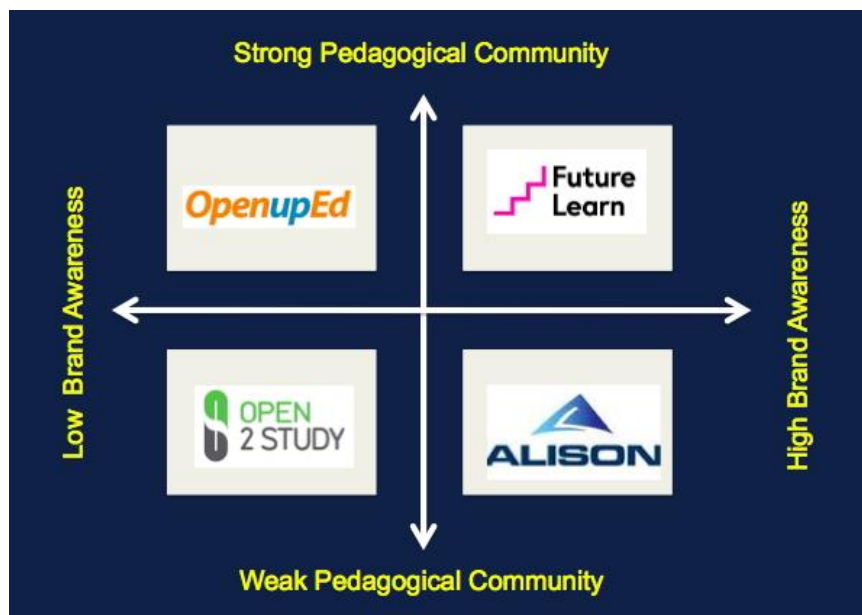 Strong Pedagogical Community
OpenupEd
Future
Learn
Low Brand Awareness
High Brand Awareness
OPEN
2 STUDY
ALISON
Weak Pedagogical Community